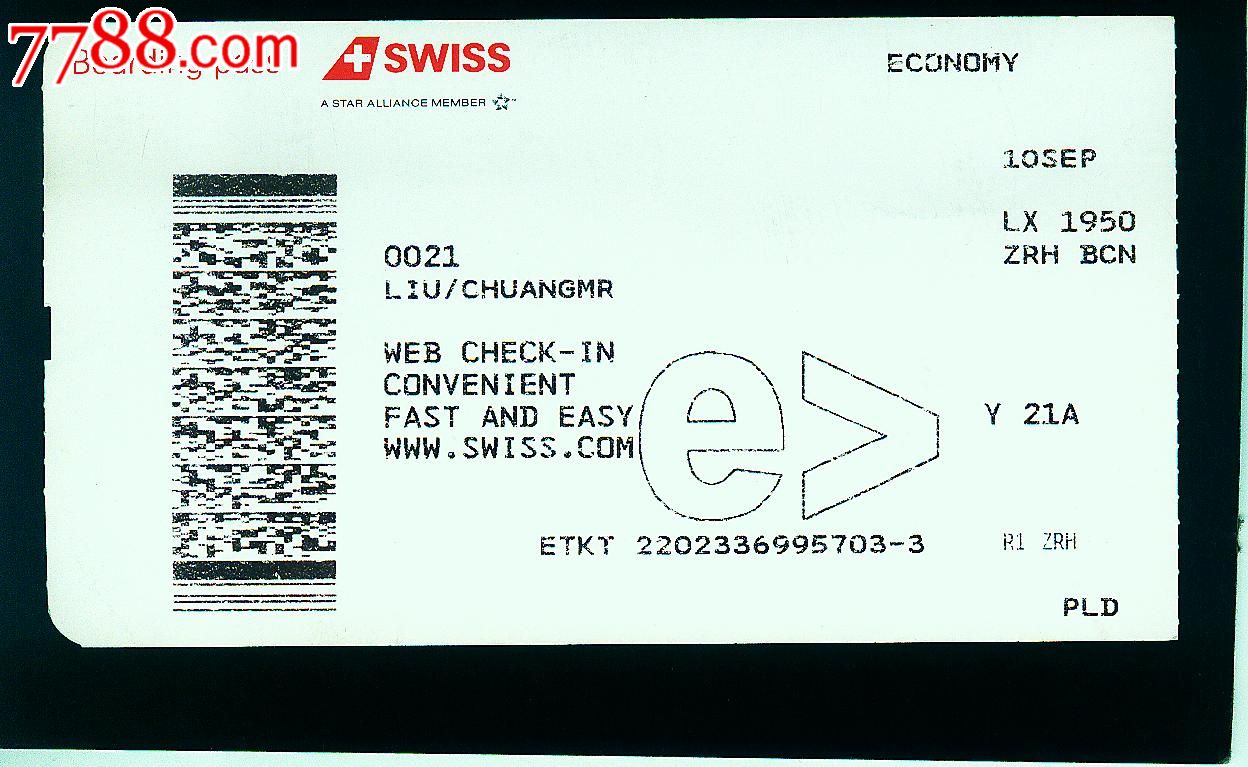 7788.com
Boarding pass
SWISS
ECONOMY
A STAR ALLIANCE MEMBER
10SEP
LX 1950
ZRH BCN
0021
LIU/CHUANGMR
WEB CHECK-IN
CONVENIENT
FAST AND EASY
WWW.SWISS.COM
e>
Y 21A
ETKT 2202336995703-3
R1 ZRH
PLD